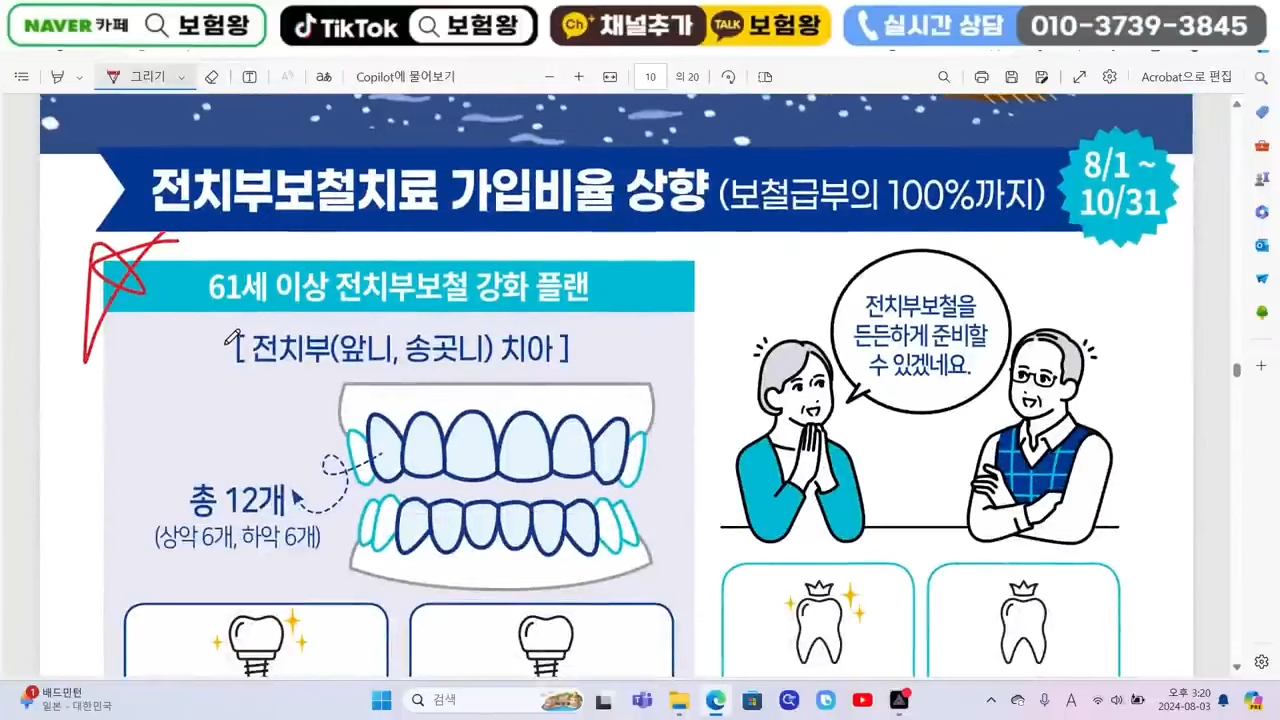 NAVER 카페 보험왕
TikTok 보험왕
Ch+ 채널추가 TALK 보험왕
실시간 상담 010-3739-3845
그리기
aあ
Copilot에 물어보기
10 의 20
Acrobat으로 편집
전치부보철치료 가입비율 상향 (보철급부의 100%까지)
8/1 ~
10/31
61세 이상 전치부보철 강화 플랜
[ 전치부(앞니, 송곳니) 치아 ]
총 12개
(상악 6개, 하악 6개)
전치부보철을
든든하게 준비할
수 있겠네요.
1
배드민턴
일본 - 대한민국
검색
A
오후 3:20
2024-08-03
PRE